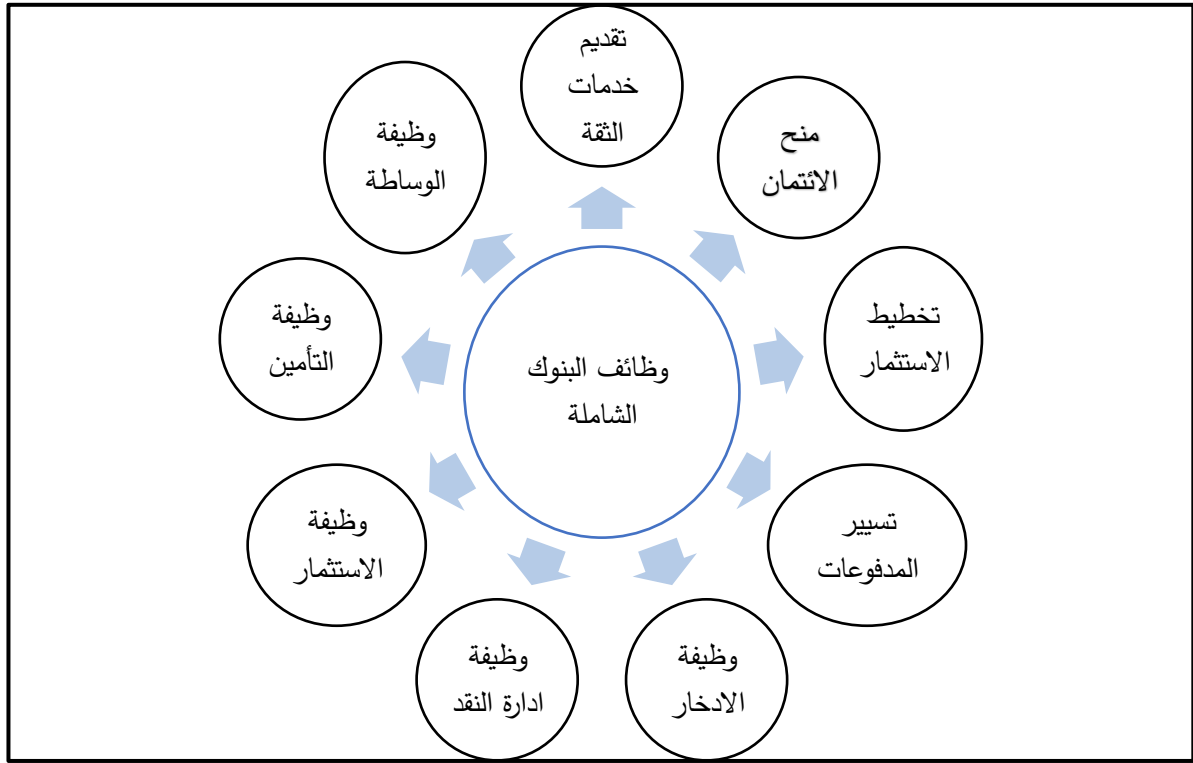 تقديم
خدمات
الثقة
منح
الائتمان
تخطيط
الاستثمار
تسيير
المدفوعات
وظيفة
الادخار
وظيفة
ادارة النقد
وظيفة
الاستثمار
وظيفة
التأمين
وظيفة
الوساطة
وظائف البنوك
الشاملة